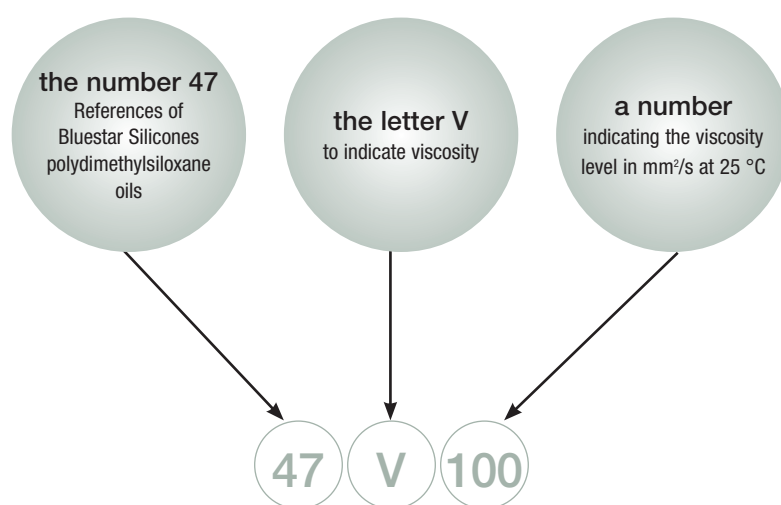 the number 47
References of
Bluestar Silicones
polydimethylsiloxane
oils
the letter V
to indicate viscosity
a number
indicating the viscosity
level in mm²/s at 25 °C
47 V 100